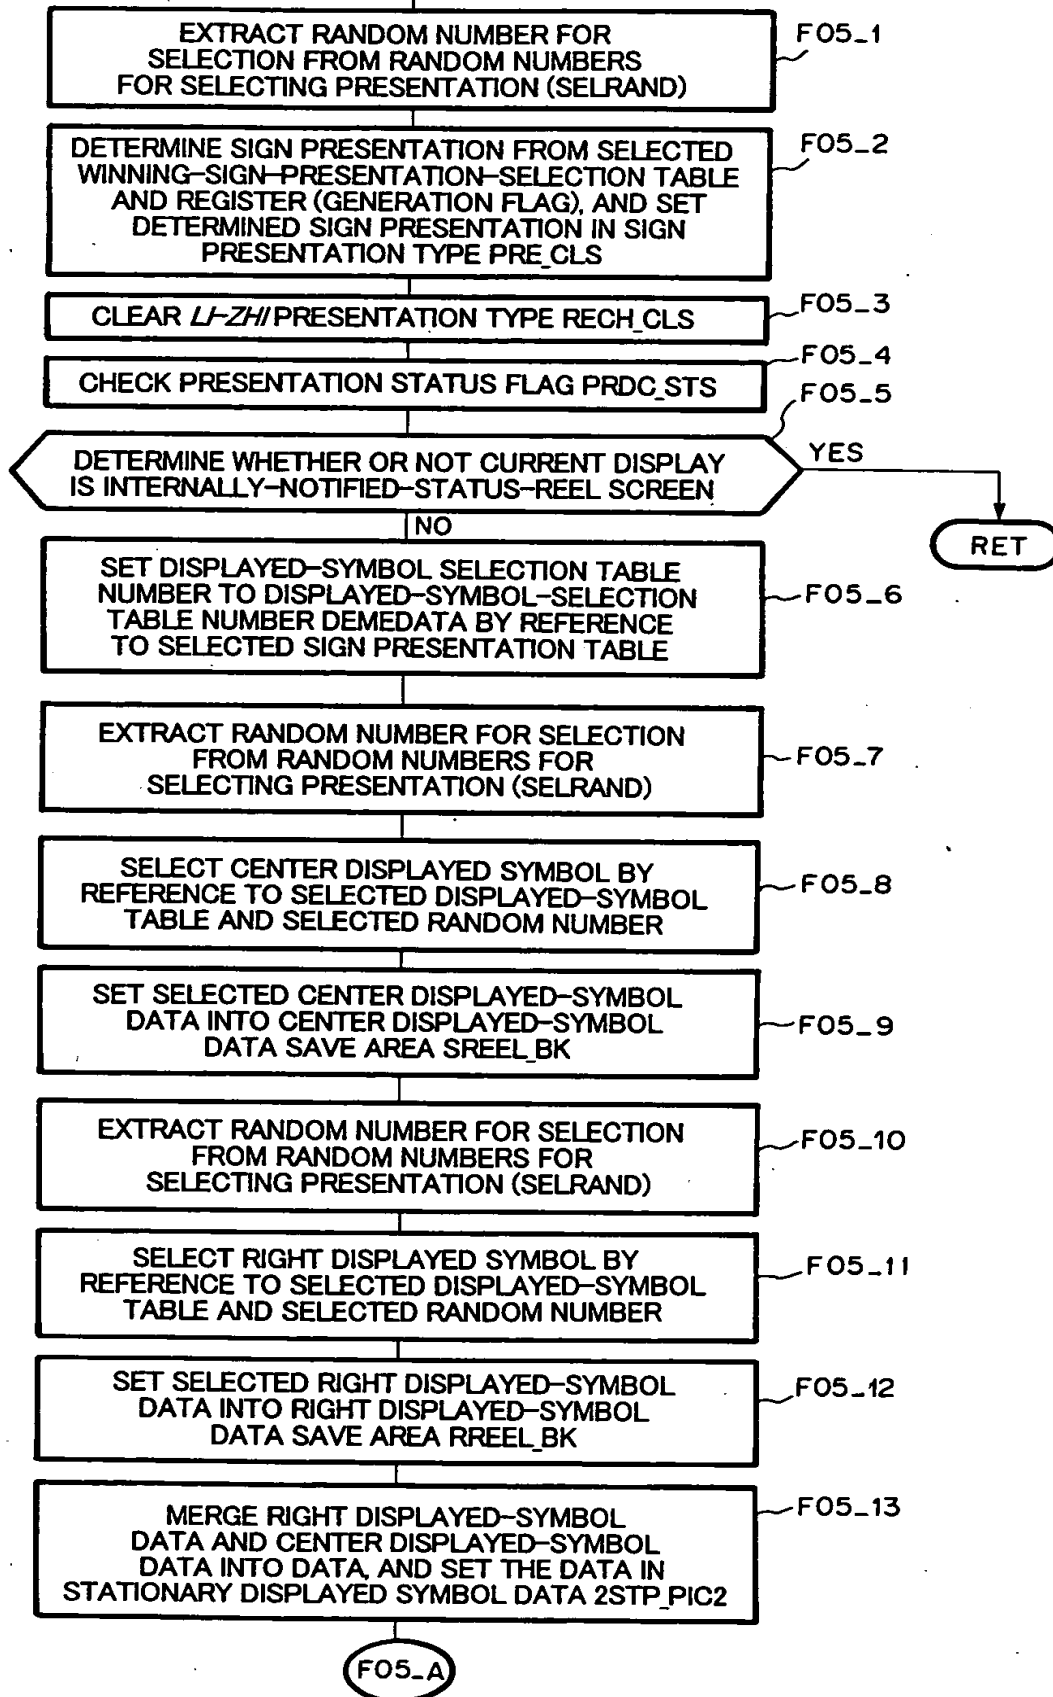 EXTRACT RANDOM NUMBER FOR
SELECTION FROM RANDOM NUMBERS
FOR SELECTING PRESENTATION (SELRAND)
F05_1
DETERMINE SIGN PRESENTATION FROM SELECTED
WINNING-SIGN-PRESENTATION-SELECTION TABLE
AND REGISTER (GENERATION FLAG), AND SET
DETERMINED SIGN PRESENTATION IN SIGN
PRESENTATION TYPE PRE_CLS
F05_2
CLEAR LI-ZHI PRESENTATION TYPE RECH_CLS
F05_3
CHECK PRESENTATION STATUS FLAG PRDC_STS
F05_4
DETERMINE WHETHER OR NOT CURRENT DISPLAY
IS INTERNALLY-NOTIFIED-STATUS-REEL SCREEN
F05_5
YES
RET
NO
SET DISPLAYED-SYMBOL SELECTION TABLE
NUMBER TO DISPLAYED-SYMBOL-SELECTION
TABLE NUMBER DEMEDATA BY REFERENCE
TO SELECTED SIGN PRESENTATION TABLE
F05_6
EXTRACT RANDOM NUMBER FOR SELECTION
FROM RANDOM NUMBERS FOR
SELECTING PRESENTATION (SELRAND)
F05_7
SELECT CENTER DISPLAYED SYMBOL BY
REFERENCE TO SELECTED DISPLAYED-SYMBOL
TABLE AND SELECTED RANDOM NUMBER
F05_8
SET SELECTED CENTER DISPLAYED-SYMBOL
DATA INTO CENTER DISPLAYED-SYMBOL
DATA SAVE AREA SREEL_BK
F05_9
EXTRACT RANDOM NUMBER FOR SELECTION
FROM RANDOM NUMBERS FOR
SELECTING PRESENTATION (SELRAND)
F05_10
SELECT RIGHT DISPLAYED SYMBOL BY
REFERENCE TO SELECTED DISPLAYED-SYMBOL
TABLE AND SELECTED RANDOM NUMBER
F05_11
SET SELECTED RIGHT DISPLAYED-SYMBOL
DATA INTO RIGHT DISPLAYED-SYMBOL
DATA SAVE AREA RREEL_BK
F05_12
MERGE RIGHT DISPLAYED-SYMBOL
DATA AND CENTER DISPLAYED-SYMBOL
DATA INTO DATA, AND SET THE DATA IN
STATIONARY DISPLAYED SYMBOL DATA 2STP_PIC2
F05_13
F05_A